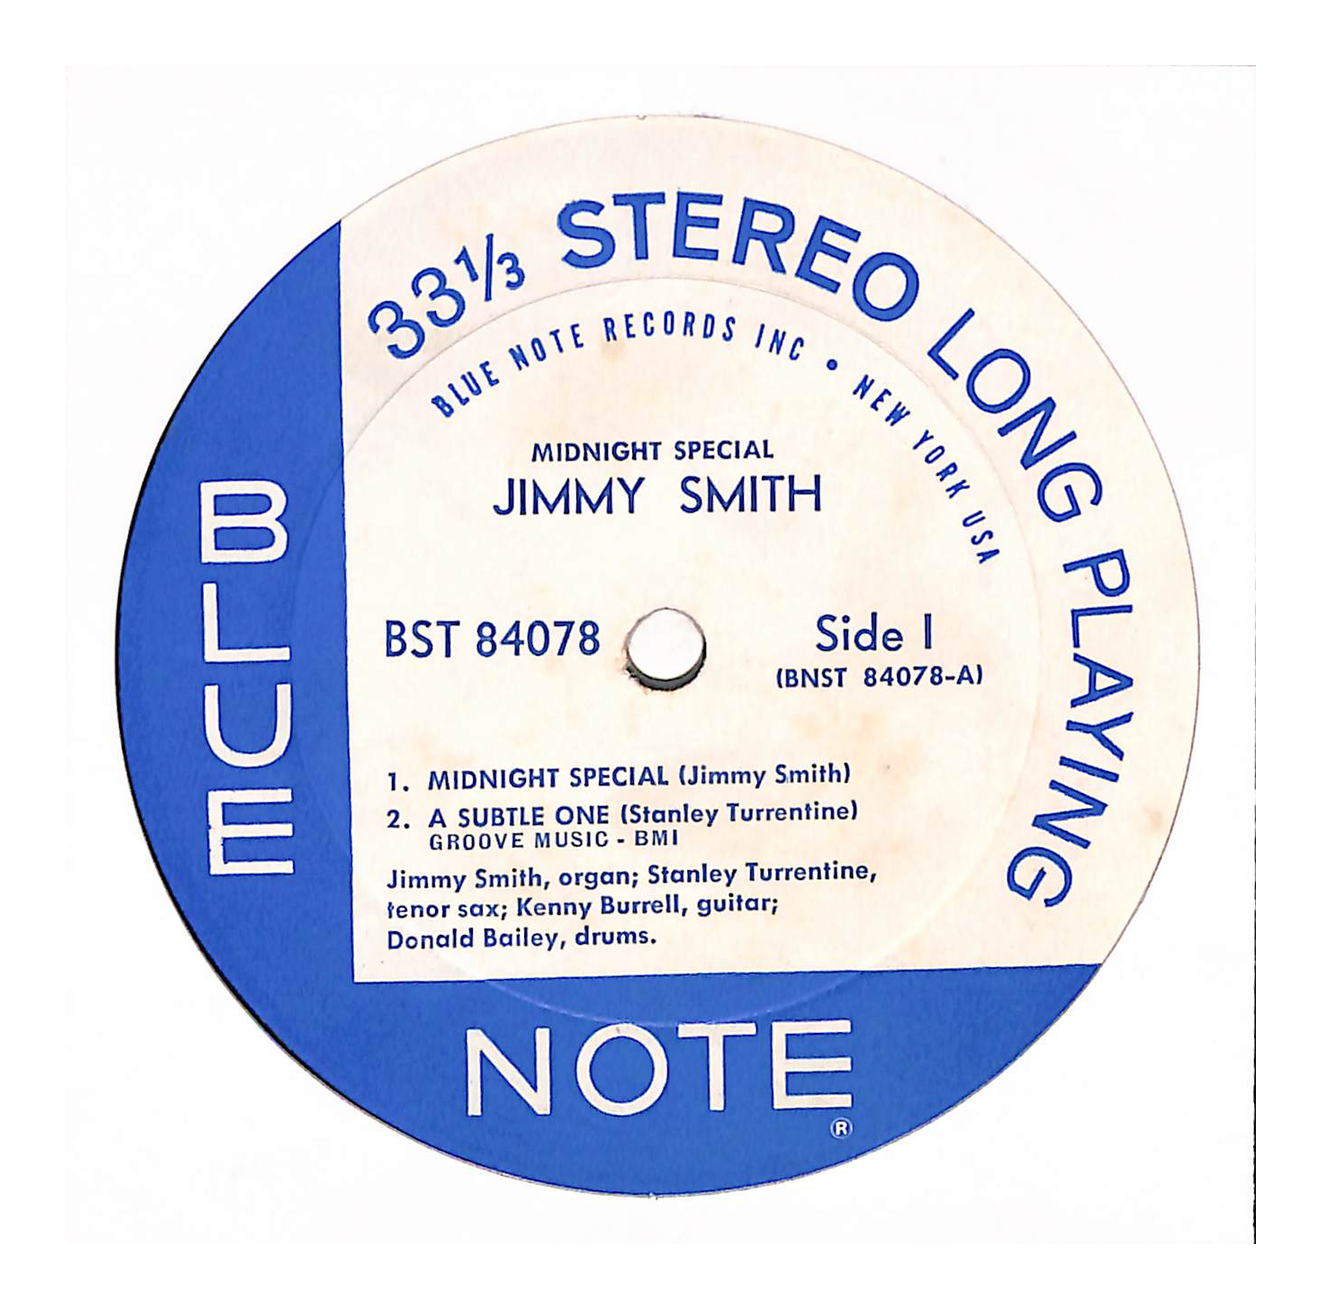 33⅓ STEREO LONG PLAYING
BLUE NOTE RECORDS INC • NEW YORK USA
MIDNIGHT SPECIAL
JIMMY SMITH
BST 84078
Side I
(BNST 84078-A)
1. MIDNIGHT SPECIAL (Jimmy Smith)
2. A SUBTLE ONE (Stanley Turrentine)
GROOVE MUSIC - BMI
Jimmy Smith, organ; Stanley Turrentine,
tenor sax; Kenny Burrell, guitar;
Donald Bailey, drums.
BLUE
NOTE
®